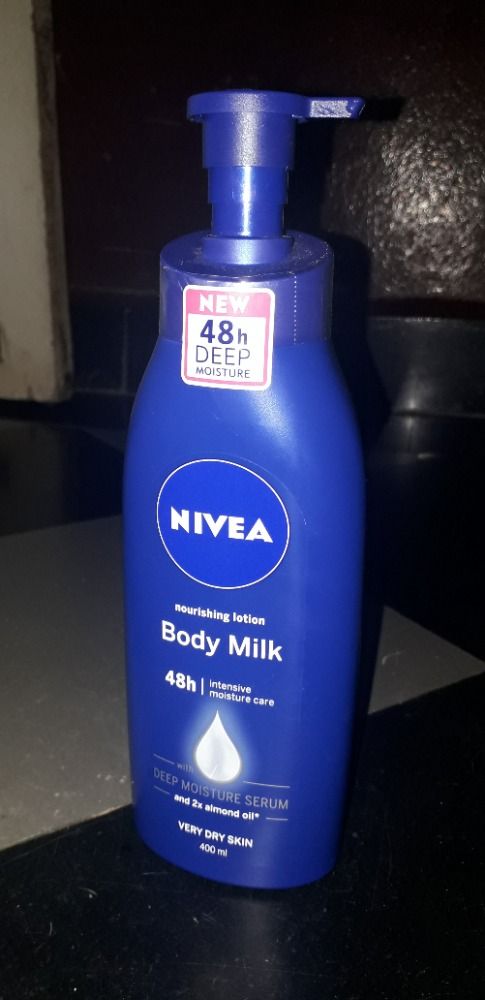 NEW
48h
DEEP
MOISTURE
NIVEA
nourishing lotion
Body Milk
48h | intensive
moisture care
with
DEEP MOISTURE SERUM
and 2x almond oil*
VERY DRY SKIN
400 ml